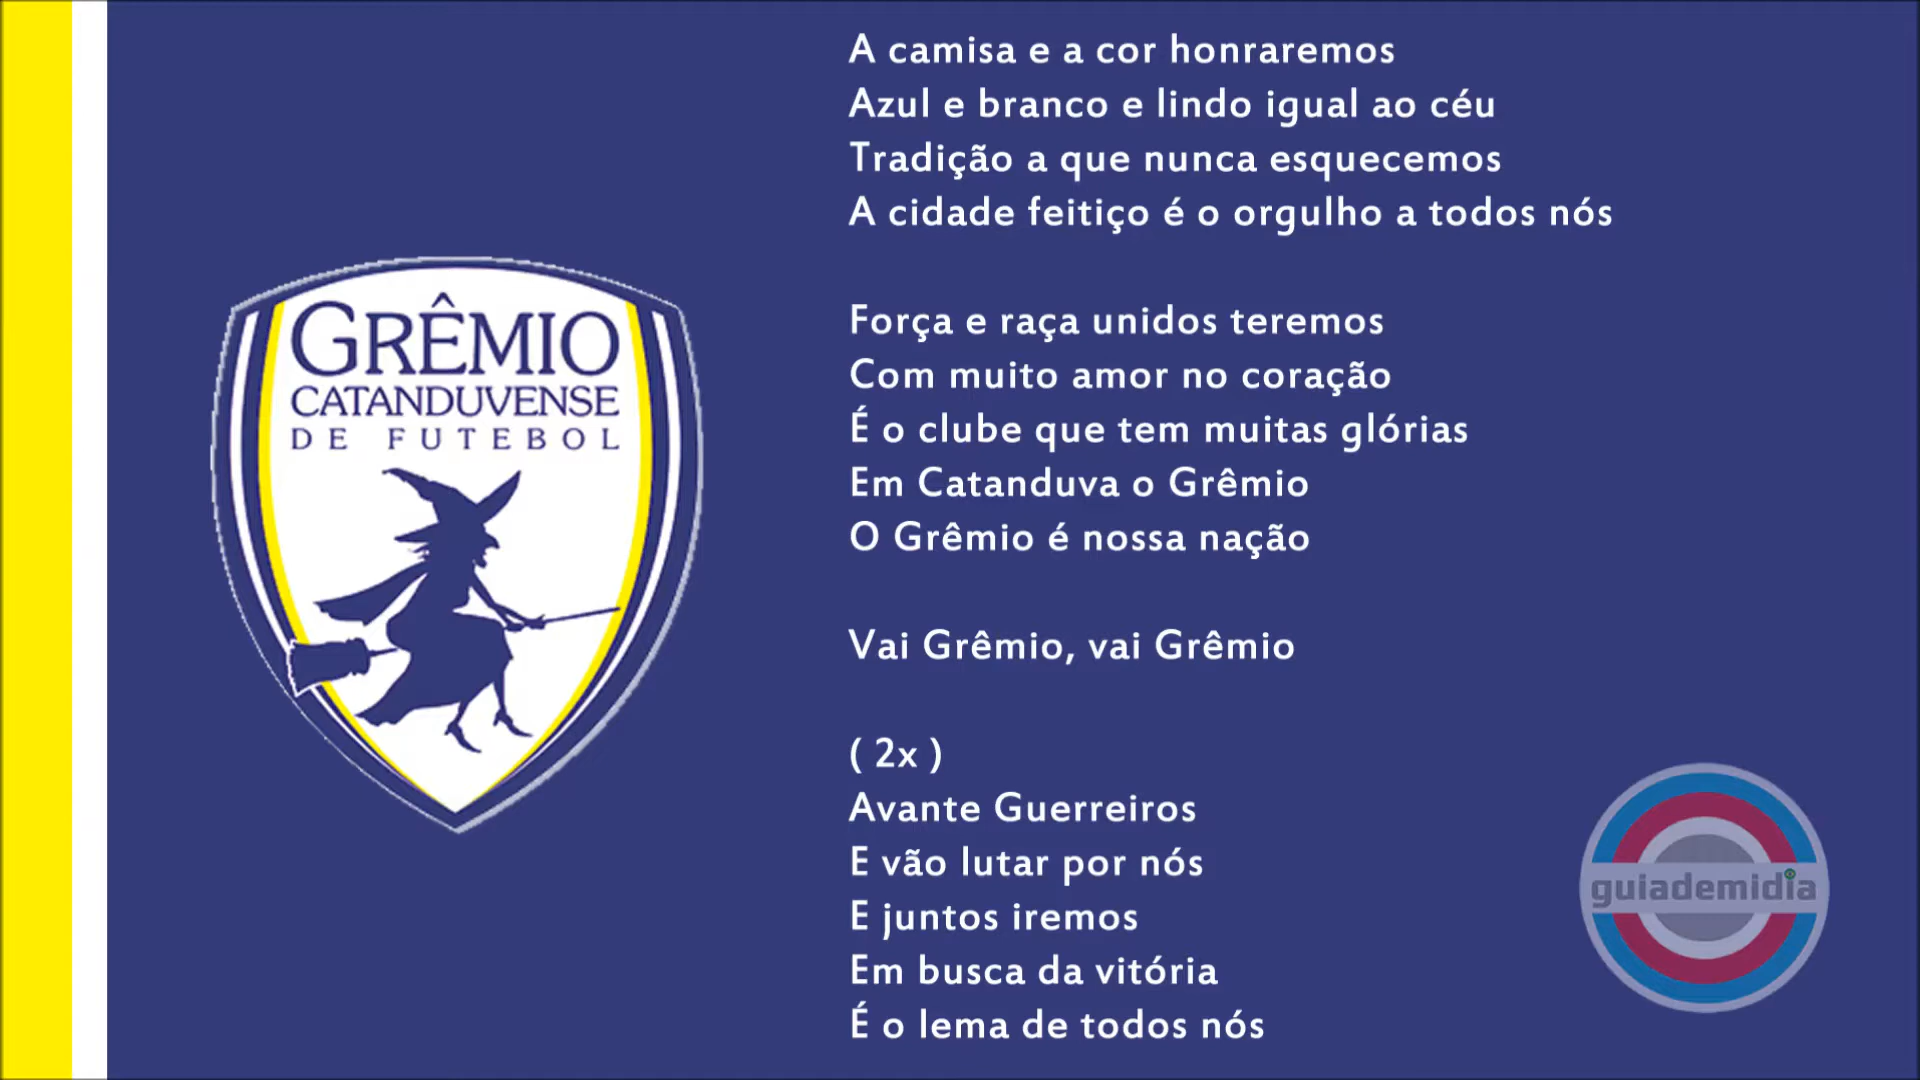 GRÊMIO
CATANDUVENSE
DE FUTEBOL
A camisa e a cor honraremos
Azul e branco e lindo igual ao céu
Tradição a que nunca esquecemos
A cidade feitiço é o orgulho a todos nós
Força e raça unidos teremos
Com muito amor no coração
É o clube que tem muitas glórias
Em Catanduva o Grêmio
O Grêmio é nossa nação
Vai Grêmio, vai Grêmio
( 2x )
Avante Guerreiros
E vão lutar por nós
E juntos iremos
Em busca da vitória
É o lema de todos nós
guiademidia